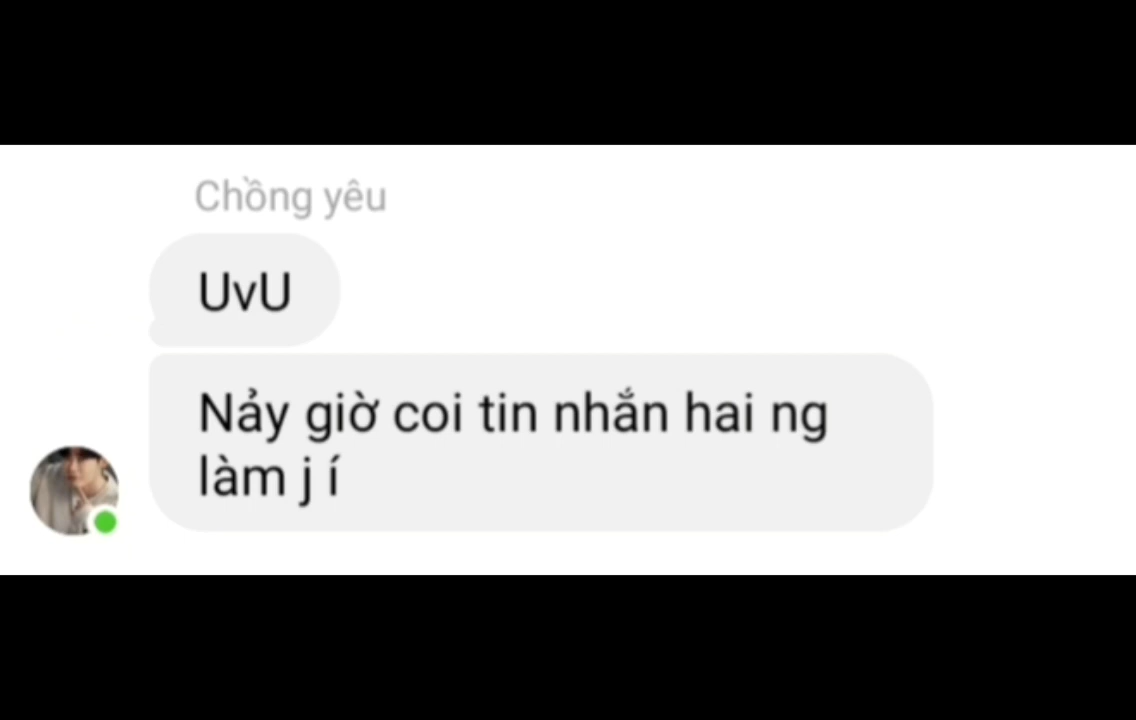 Chồng yêu
UvU
Nảy giờ coi tin nhắn hai ng
làm j í